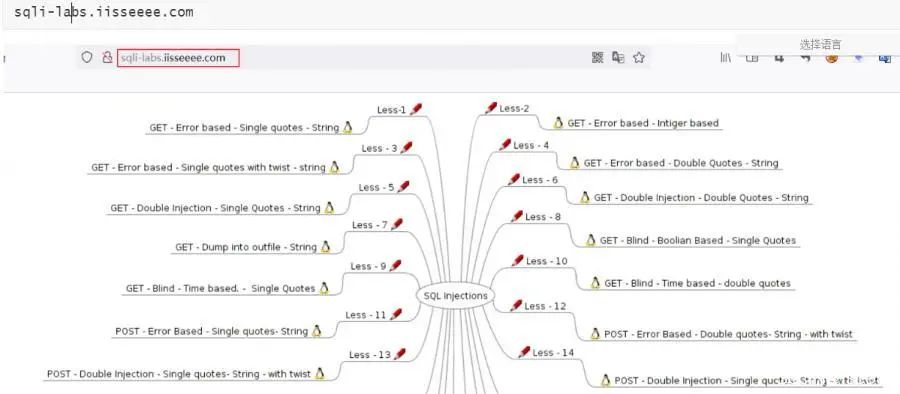 sqli-labs.iisseeee.com
选择语言
sqli-labs.iisseeee.com
Less-1
GET - Error based - Single quotes - String
Less-2
GET - Error based - Intiger based
Less - 3
GET - Error based - Single quotes with twist - string
Less - 4
GET - Error based - Double Quotes - String
Less - 5
GET - Double Injection - Single Quotes - String
Less - 6
GET - Double Injection - Double Quotes - String
Less - 7
GET - Dump into outfile - String
Less - 8
GET - Blind - Boolian Based - Single Quotes
Less - 9
GET - Blind - Time based. - Single Quotes
Less - 10
GET - Blind - Time based - double quotes
SQL Injections
Less - 11
POST - Error Based - Single quotes- String
Less - 12
POST - Error Based - Double quotes- String - with twist
Less - 13
POST - Double Injection - Single quotes- String - with twist
Less - 14
POST - Double Injection - Single quotes- String - with twist